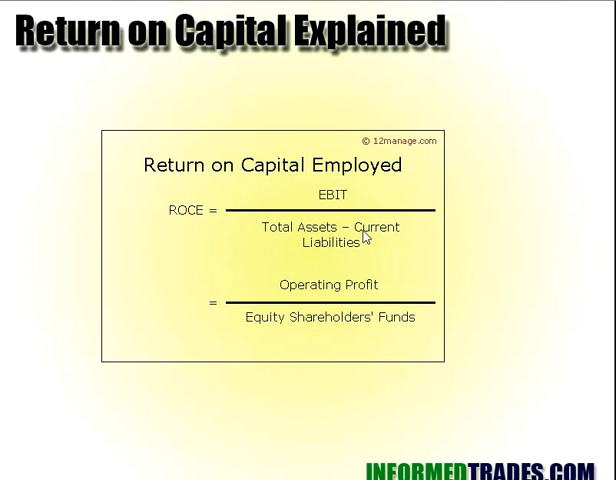 Return on Capital Explained
© 12manage.com
Return on Capital Employed
EBIT
ROCE =
Total Assets – Current
Liabilities
Operating Profit
=
Equity Shareholders' Funds
INFORMEDTRADES.COM